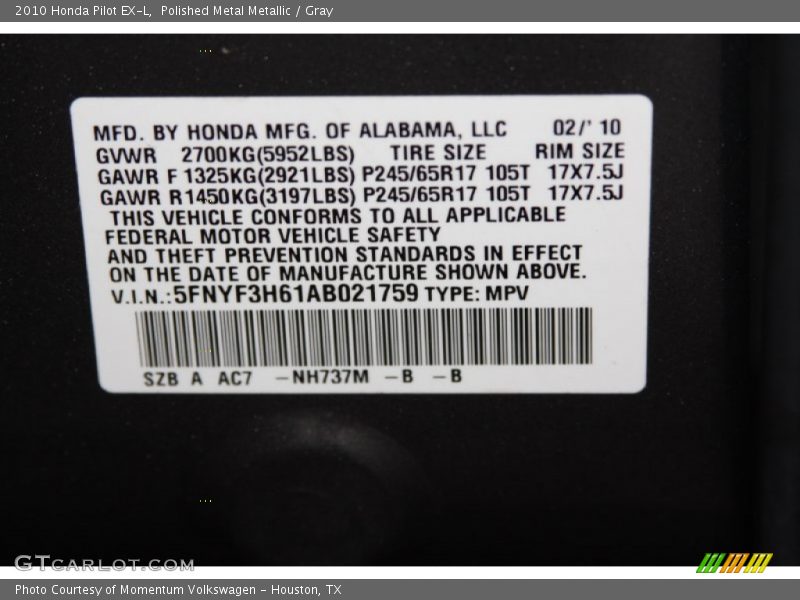 2010 Honda Pilot EX-L, Polished Metal Metallic / Gray
MFD. BY HONDA MFG. OF ALABAMA, LLC 02/' 10
GVWR 2700KG(5952LBS) TIRE SIZE RIM SIZE
GAWR F 1325KG(2921LBS) P245/65R17 105T 17X7.5J
GAWR R1450KG(3197LBS) P245/65R17 105T 17X7.5J
THIS VEHICLE CONFORMS TO ALL APPLICABLE
FEDERAL MOTOR VEHICLE SAFETY
AND THEFT PREVENTION STANDARDS IN EFFECT
ON THE DATE OF MANUFACTURE SHOWN ABOVE.
V.I.N.:5FNYF3H61AB021759 TYPE: MPV
SZB A AC7 -NH737M -B -B
GTCARLOT.COM
Photo Courtesy of Momentum Volkswagen - Houston, TX